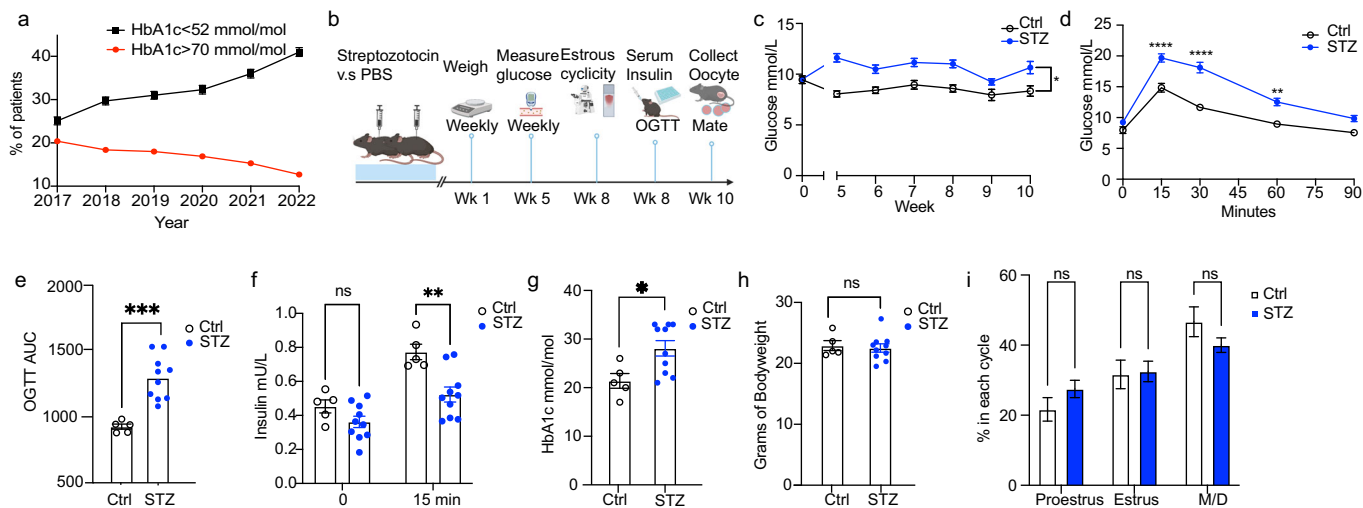 a
HbA1c<52 mmol/mol
HbA1c>70 mmol/mol
% of patients
40
30
20
10
2017 2018 2019 2020 2021 2022
Year
b
Streptozotocin
v.s PBS
Weigh
Weekly
Measure
glucose
Weekly
Estrous
cyclicity
Serum
Insulin
OGTT
Collect
Oocyte
Mate
Wk 1 Wk 5 Wk 8 Wk 8 Wk 10
c
Ctrl
STZ
Glucose mmol/L
15
10
5
0
*
0 5 6 7 8 9 10
Week
d
Ctrl
STZ
Glucose mmol/L
25
20
15
10
5
0
**** **** **
0 15 30 45 60 75 90
Minutes
e
OGTT AUC
2000
1500
1000
500
***
Ctrl
STZ
Ctrl STZ
f
Insulin mU/L
1.0
0.8
0.6
0.4
0.2
0.0
ns **
Ctrl
STZ
0 15 min
g
HbA1c mmol/mol
40
30
20
10
0
*
Ctrl
STZ
Ctrl STZ
h
Grams of Bodyweight
30
20
10
0
ns
Ctrl
STZ
Ctrl STZ
i
% in each cycle
60
40
20
0
ns ns ns
Ctrl
STZ
Proestrus Estrus M/D